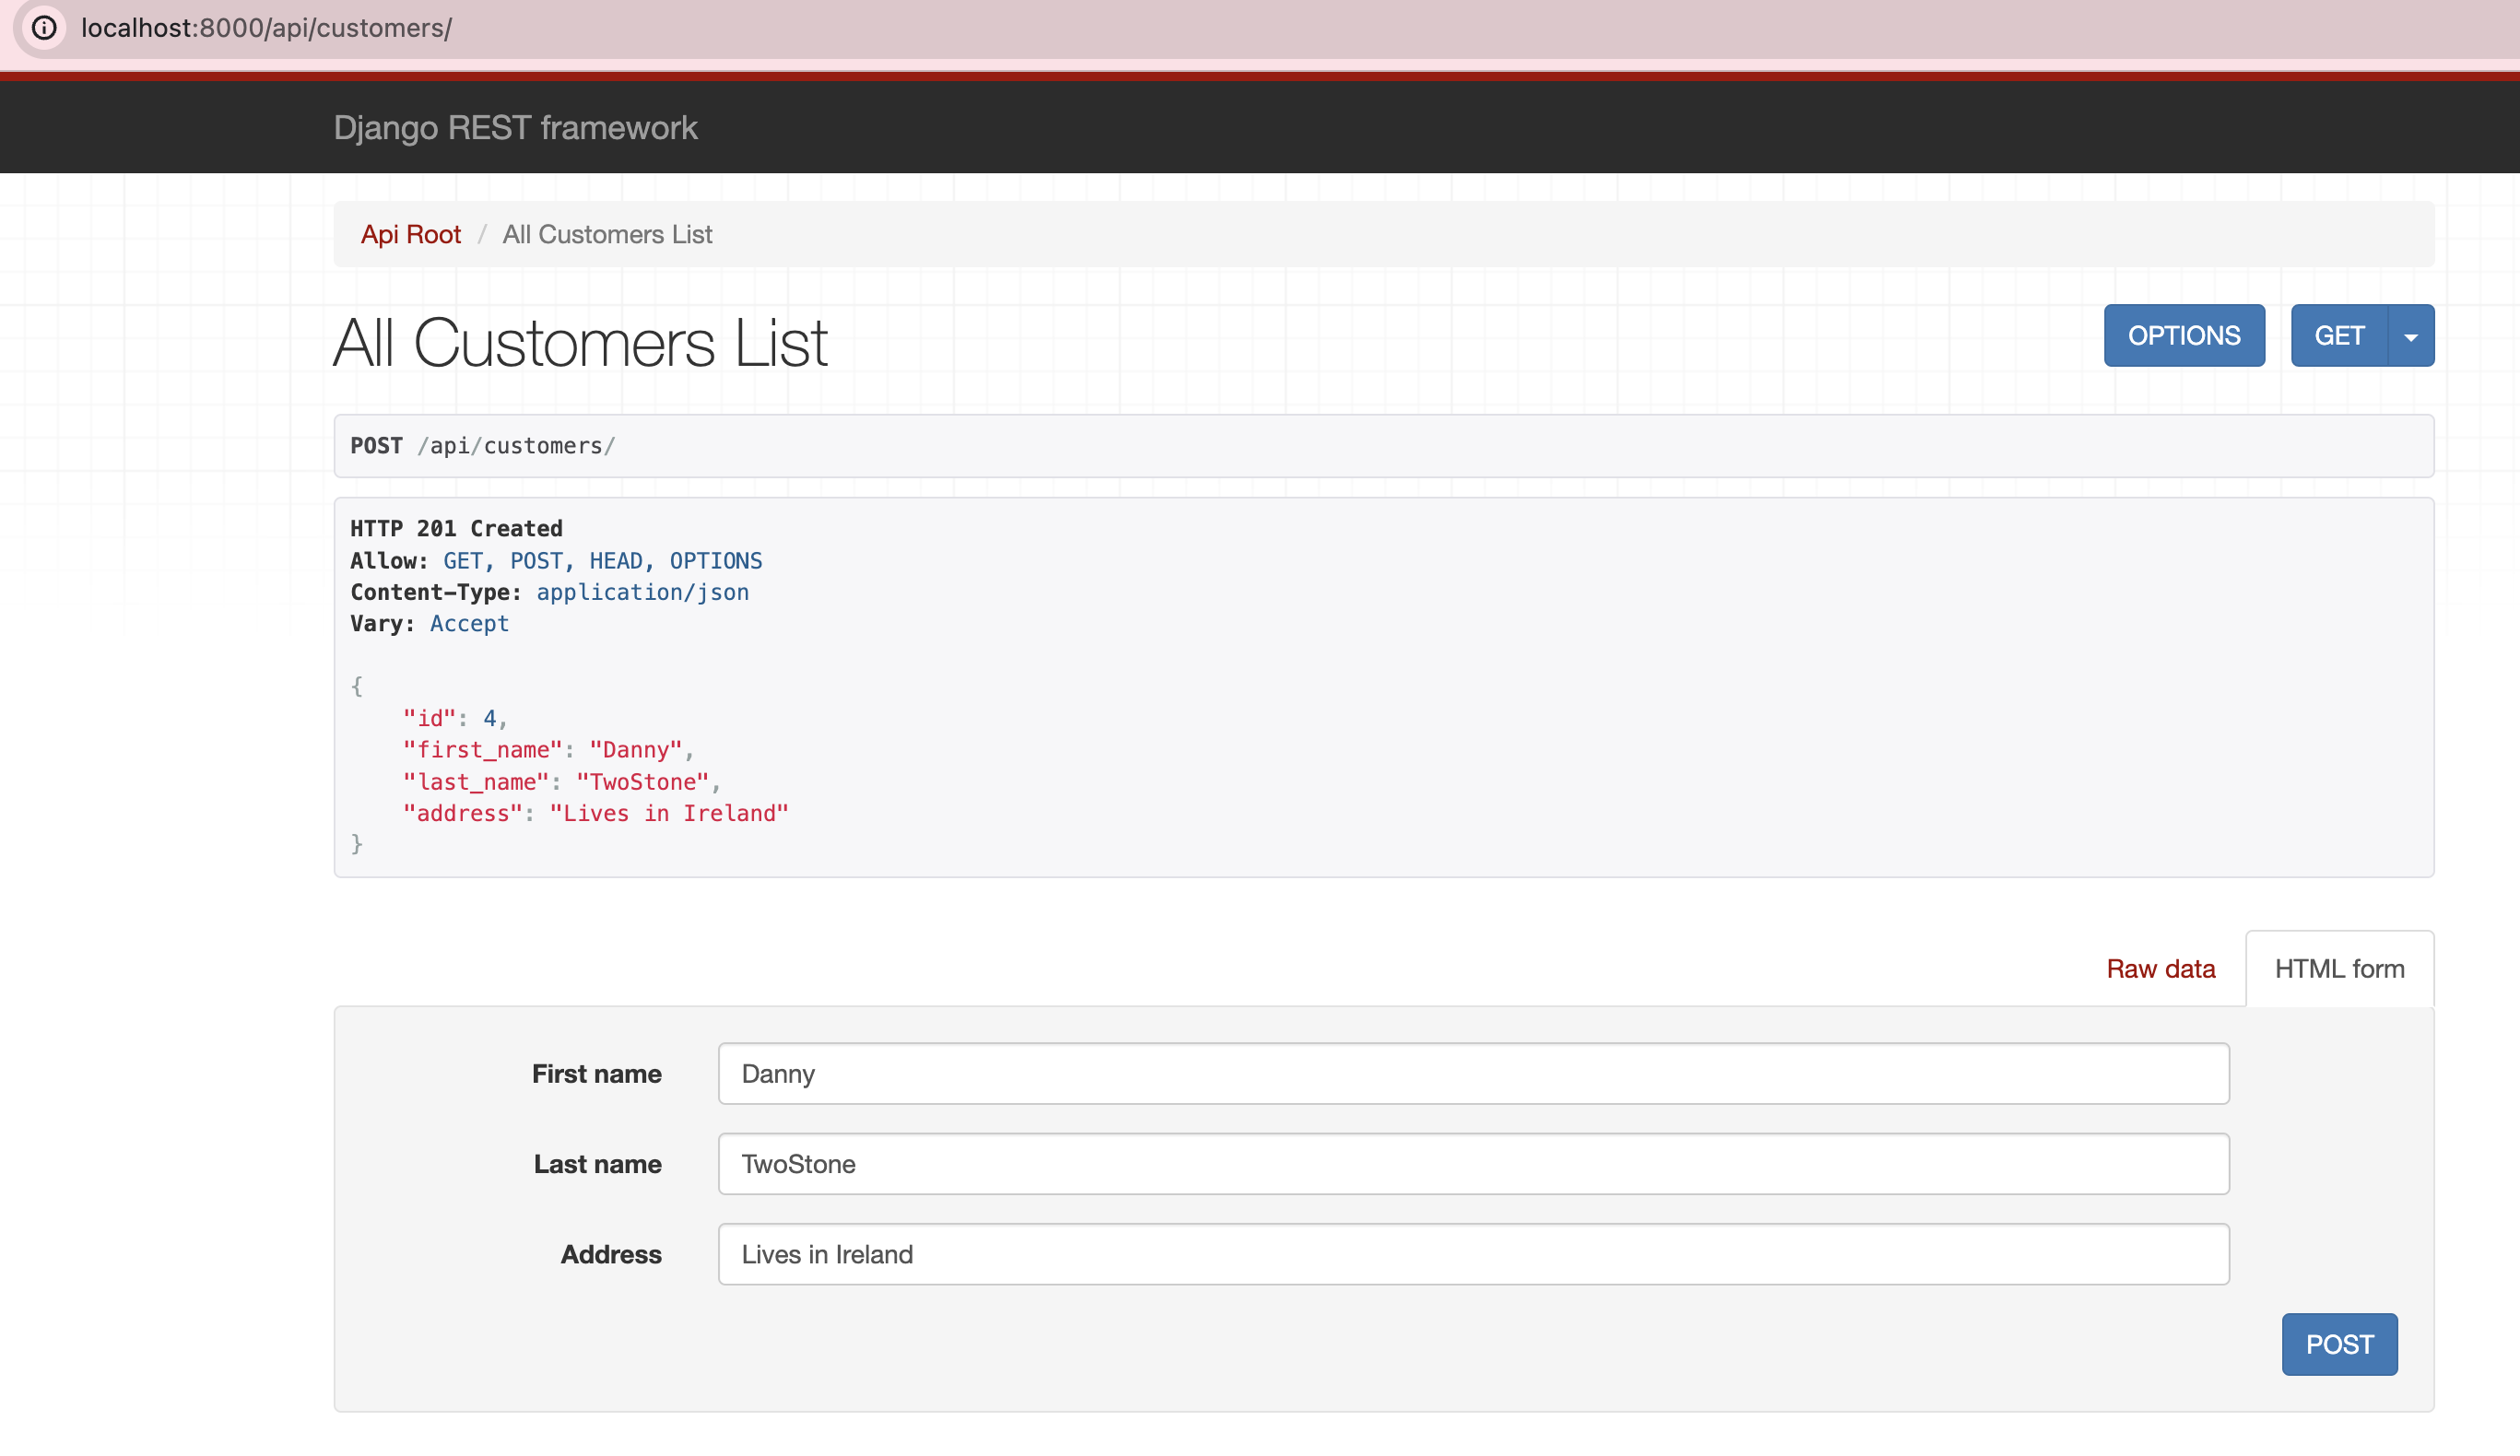 localhost:8000/api/customers/
Django REST framework
Api Root / All Customers List
All Customers List
OPTIONS
GET
POST /api/customers/
HTTP 201 Created
Allow: GET, POST, HEAD, OPTIONS
Content-Type: application/json
Vary: Accept
{
    "id": 4,
    "first_name": "Danny",
    "last_name": "TwoStone",
    "address": "Lives in Ireland"
}
Raw data
HTML form
First name
Danny
Last name
TwoStone
Address
Lives in Ireland
POST